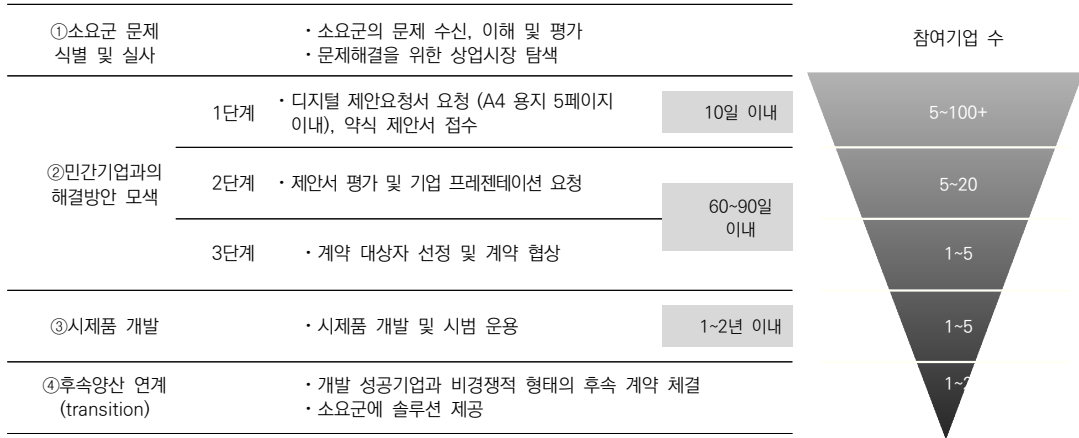 ①소요군 문제
식별 및 실사
・소요군의 문제 수신, 이해 및 평가
・문제해결을 위한 상업시장 탐색
참여기업 수
②민간기업과의
해결방안 모색
1단계
・디지털 제안요청서 요청 (A4 용지 5페이지
이내), 약식 제안서 접수
10일 이내
5~100+
2단계
・제안서 평가 및 기업 프레젠테이션 요청
60~90일
이내
5~20
3단계
・계약 대상자 선정 및 계약 협상
1~5
③시제품 개발
・시제품 개발 및 시범 운용
1~2년 이내
1~5
④후속양산 연계
(transition)
・개발 성공기업과 비경쟁적 형태의 후속 계약 체결
・소요군에 솔루션 제공
1~2